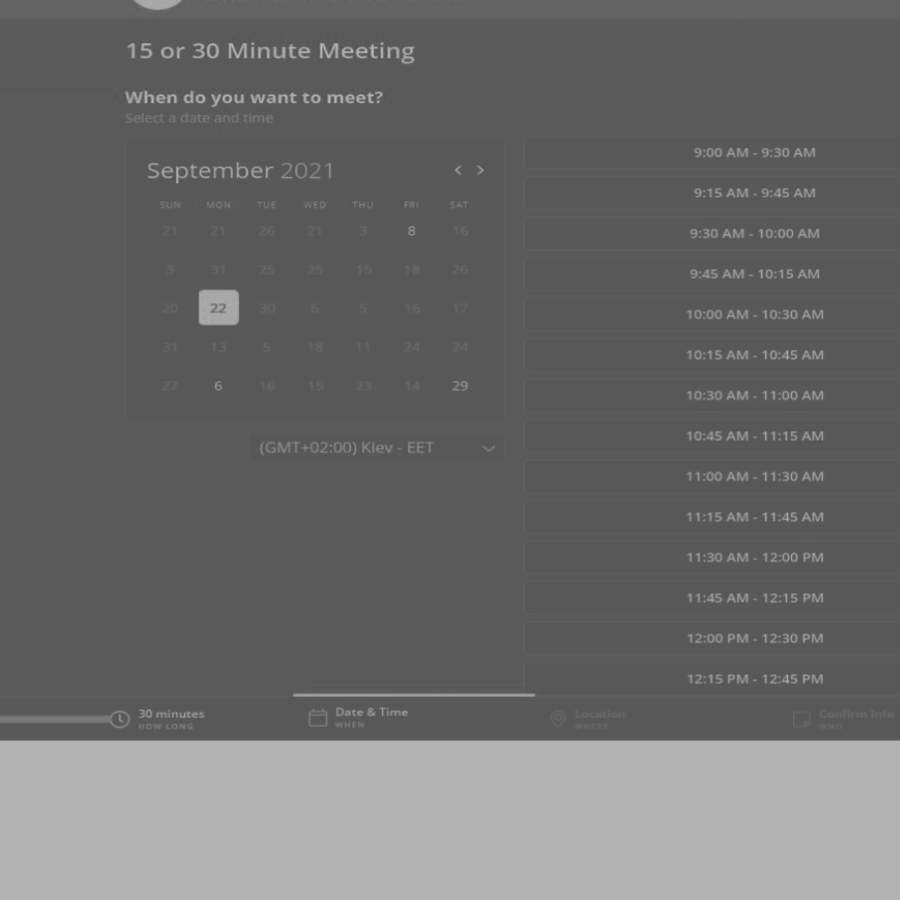 15 or 30 Minute Meeting
When do you want to meet?
Select a date and time
September 2021
< >
SUN MON TUE WED THU FRI SAT
21 21 26 21 3 8 16
3 31 25 25 15 18 26
20 22 30 6 5 16 17
31 13 5 18 11 24 24
27 6 16 15 23 14 29
(GMT+02:00) Kiev - EET
9:00 AM - 9:30 AM
9:15 AM - 9:45 AM
9:30 AM - 10:00 AM
9:45 AM - 10:15 AM
10:00 AM - 10:30 AM
10:15 AM - 10:45 AM
10:30 AM - 11:00 AM
10:45 AM - 11:15 AM
11:00 AM - 11:30 AM
11:15 AM - 11:45 AM
11:30 AM - 12:00 PM
11:45 AM - 12:15 PM
12:00 PM - 12:30 PM
12:15 PM - 12:45 PM
30 minutes
HOW LONG
Date & Time
WHEN
Location
WHERE
Confirm Info
WHO